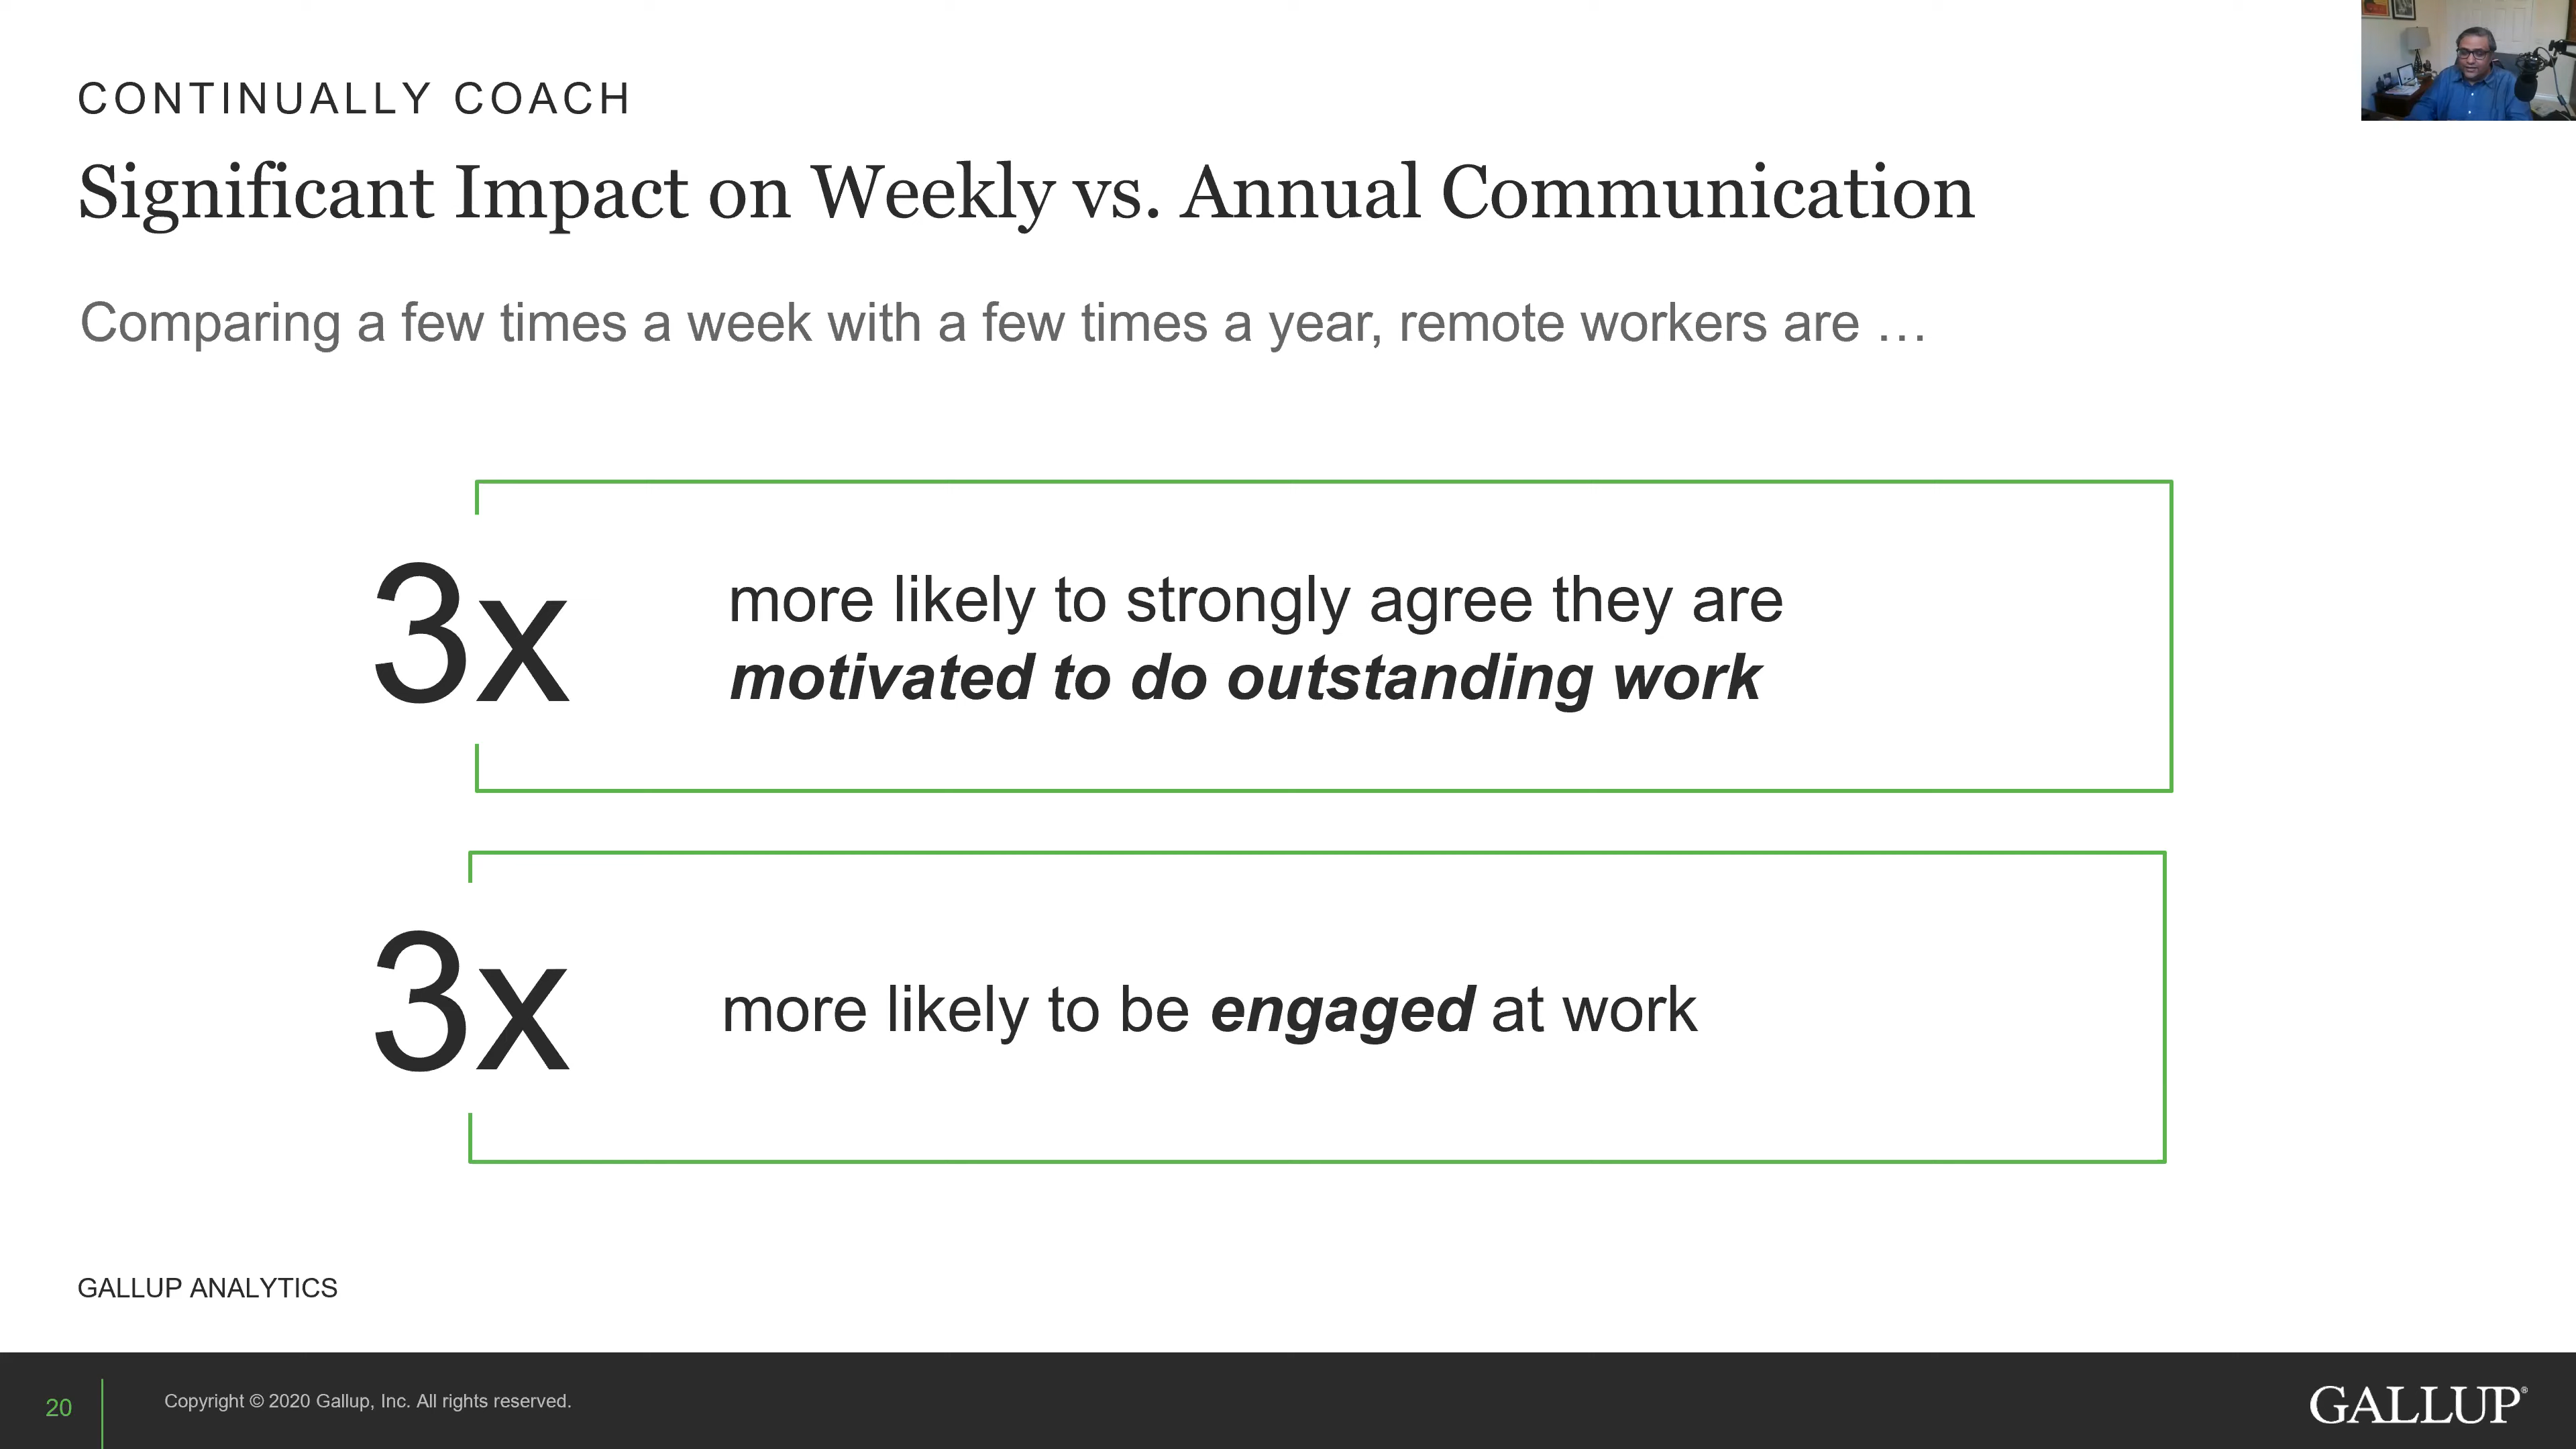 CONTINUALLY COACH
Significant Impact on Weekly vs. Annual Communication
Comparing a few times a week with a few times a year, remote workers are …
3x
more likely to strongly agree they are
motivated to do outstanding work
3x
more likely to be engaged at work
GALLUP ANALYTICS
20
Copyright © 2020 Gallup, Inc. All rights reserved.
GALLUP®